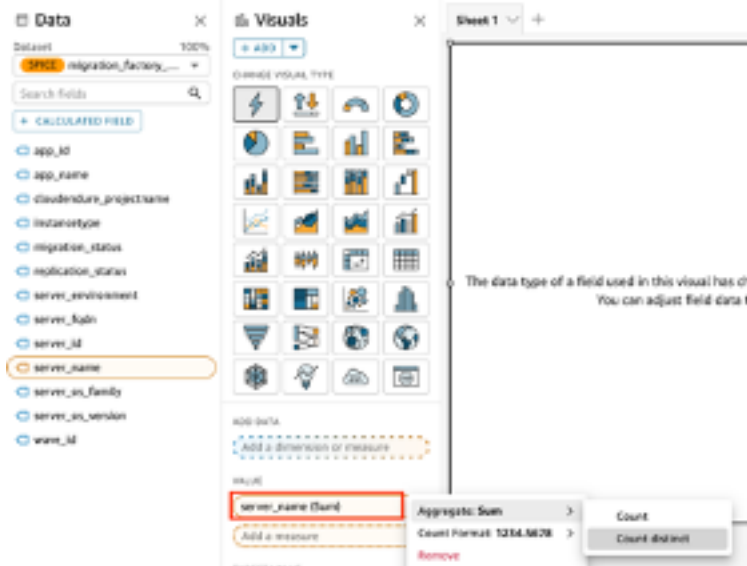 Data
Dataset
100%
SPICE migration_factory_...
Search fields
+ CALCULATED FIELD
app_id
app_name
cloudendure_projectname
instancetype
migration_status
replication_status
server_environment
server_fqdn
server_id
server_name
server_os_family
server_os_version
wave_id
Visuals
+ ADD
CHANGE VISUAL TYPE
ADD DATA
Add a dimension or measure
VALUE
server_name (Sum)
Add a measure
Sheet 1
The data type of a field used in this visual has ch
You can adjust field data t
Aggregate: Sum
Count Format: 1234.5678
Remove
Count
Count distinct